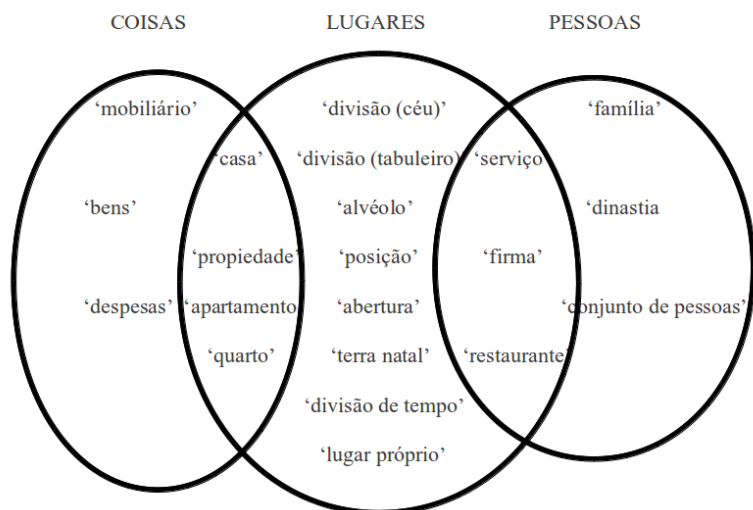 COISAS LUGARES PESSOAS
‘mobiliário’ ‘divisão (céu)’ ‘família’
‘casa’ ‘divisão (tabuleiro) ‘serviço
‘bens’ ‘alvéolo’ ‘dinastia
‘propiedade’ ‘posição’ ‘firma’
‘despesas’ ‘apartamento ‘abertura’ ‘conjunto de pessoas’
‘quarto’ ‘terra natal’ ‘restaurante’
‘divisão de tempo’
‘lugar próprio’